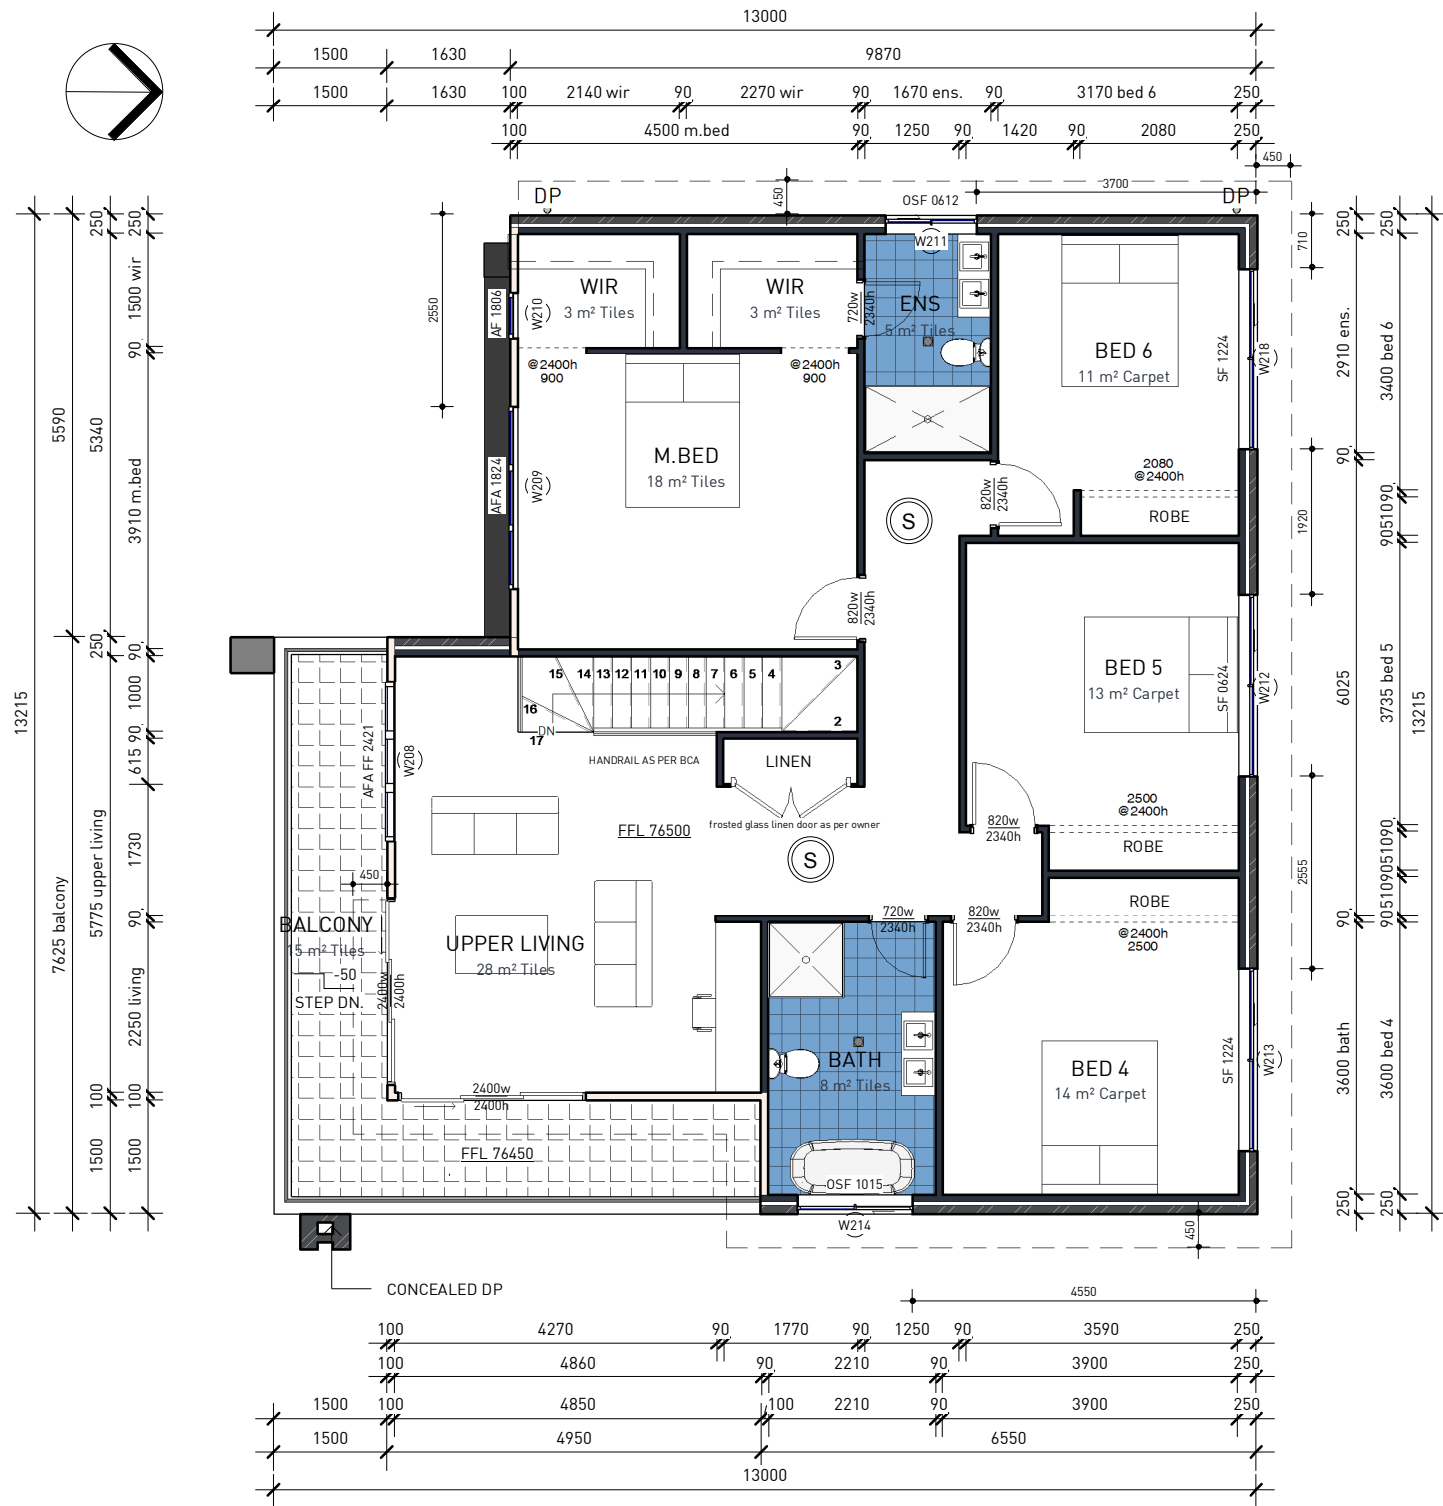 13000
1500 1630 9870
1500 1630 100 2140 wir 90 2270 wir 90 1670 ens. 90 3170 bed 6 250
100 4500 m.bed 90 1250 90 1420 90 2080 250
450
3700
450
DP
OSF 0612
DP
W211
WIR
3 m² Tiles
WIR
3 m² Tiles
ENS
5 m² Tiles
720w
2340h
AF 1806
W210
@2400h
900
@2400h
900
BED 6
11 m² Carpet
SF 1224
W218
M.BED
18 m² Tiles
AFA 1824
W209
2080
@2400h
ROBE
820w
2340h
S
820w
2340h
BED 5
13 m² Carpet
SF 0624
W212
15 14 13 12 11 10 9 8 7 6 5 4 3
16
DN
17
2
HANDRAIL AS PER BCA
LINEN
frosted glass linen door as per owner
AFA FF 2421
W208
FFL 76500
S
2500
@2400h
ROBE
820w
2340h
450
BALCONY
15 m² Tiles
-50
STEP DN.
2400w
2400h
UPPER LIVING
28 m² Tiles
720w
2340h
820w
2340h
ROBE
@2400h
2500
BATH
8 m² Tiles
BED 4
14 m² Carpet
SF 1224
W213
2400w
2400h
FFL 76450
OSF 1015
W214
450
CONCEALED DP
13215
5590
7625 balcony
250
5340
250
5775 upper living
100
1500
250
1500 wir
90
3910 m.bed
90
1000
90
615
1730
90
2250 living
100
1500
2550
710
1920
2555
250
2910 ens.
90
6025
90
3600 bath
250
250
3400 bed 6
90
510
90
3735 bed 5
90
510
90
510
90
3600 bed 4
250
13215
4550
100 4270 90 1770 90 1250 90 3590 250
100 4860 90 2210 90 3900 250
1500 100 4850 100 2210 90 3900 250
1500 4950 6550
13000